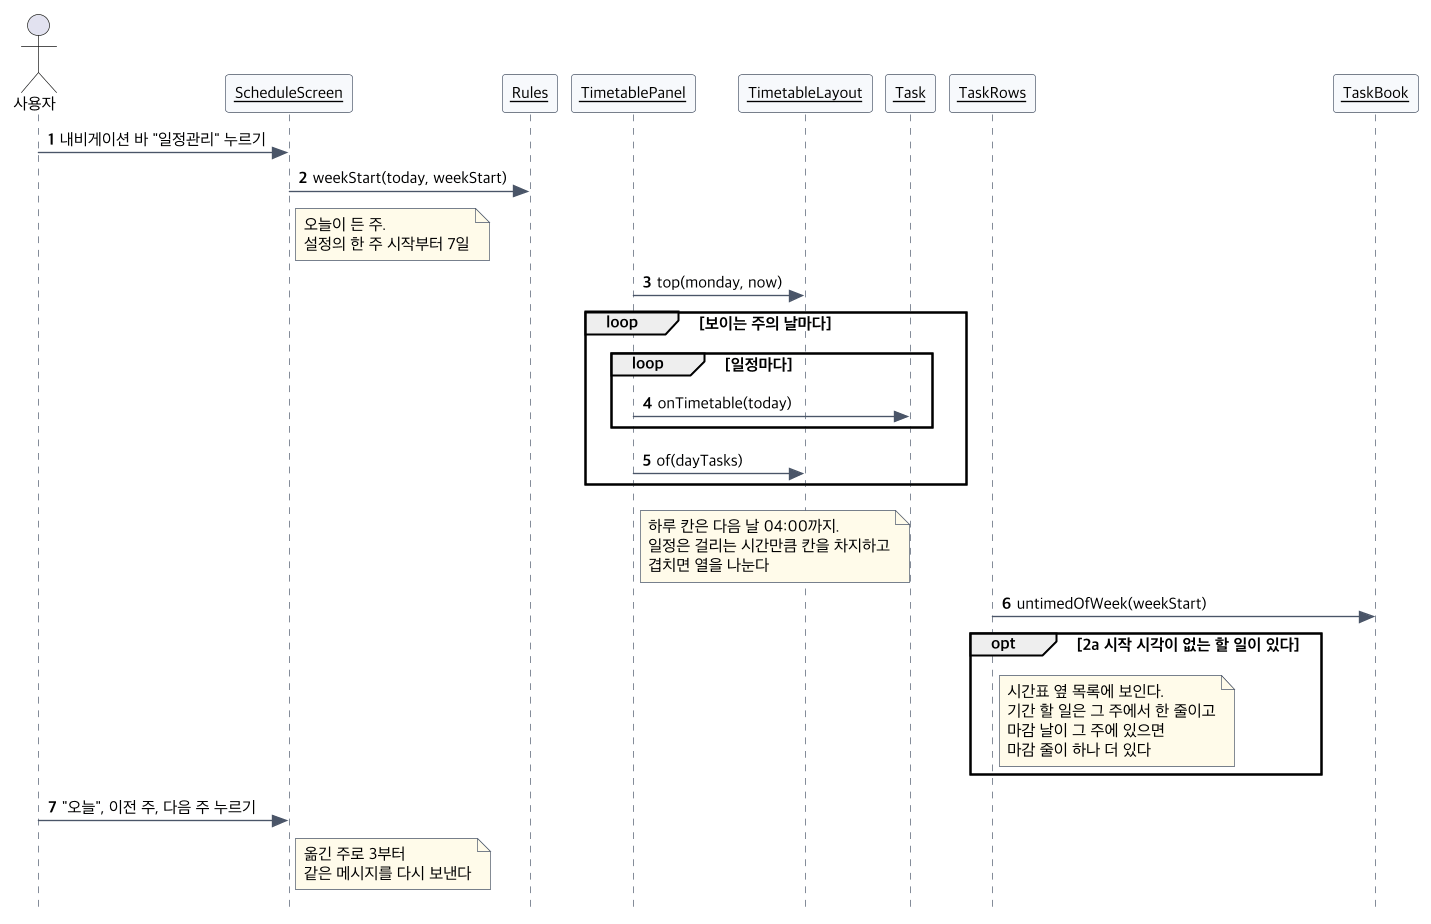 사용자
ScheduleScreen
Rules
TimetablePanel
TimetableLayout
Task
TaskRows
TaskBook
1 내비게이션 바 "일정관리" 누르기
2 weekStart(today, weekStart)
오늘이 든 주.
설정의 한 주 시작부터 7일
3 top(monday, now)
loop [보이는 주의 날마다]
loop [일정마다]
4 onTimetable(today)
5 of(dayTasks)
하루 칸은 다음 날 04:00까지.
일정은 걸리는 시간만큼 칸을 차지하고
겹치면 열을 나눈다
6 untimedOfWeek(weekStart)
opt [2a 시작 시각이 없는 할 일이 있다]
시간표 옆 목록에 보인다.
기간 할 일은 그 주에서 한 줄이고
마감 날이 그 주에 있으면
마감 줄이 하나 더 있다
7 "오늘", 이전 주, 다음 주 누르기
옮긴 주로 3부터
같은 메시지를 다시 보낸다